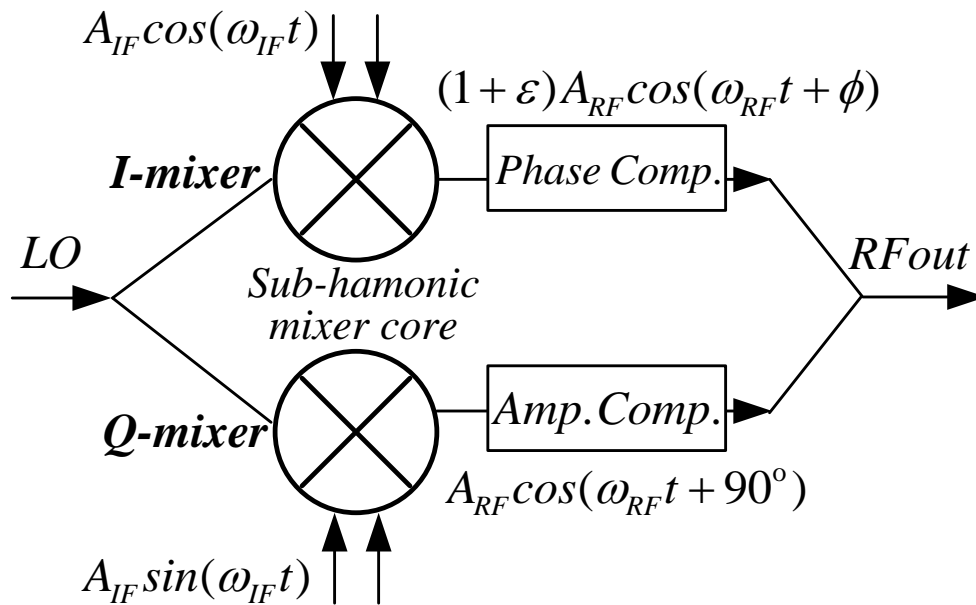 A_{IF}cos(ω_{IF}t)
(1+ε)A_{RF}cos(ω_{RF}t+ϕ)
I-mixer
Phase Comp.
LO
RFout
Sub-hamonic
mixer core
Q-mixer
Amp. Comp.
A_{RF}cos(ω_{RF}t+90°)
A_{IF}sin(ω_{IF}t)